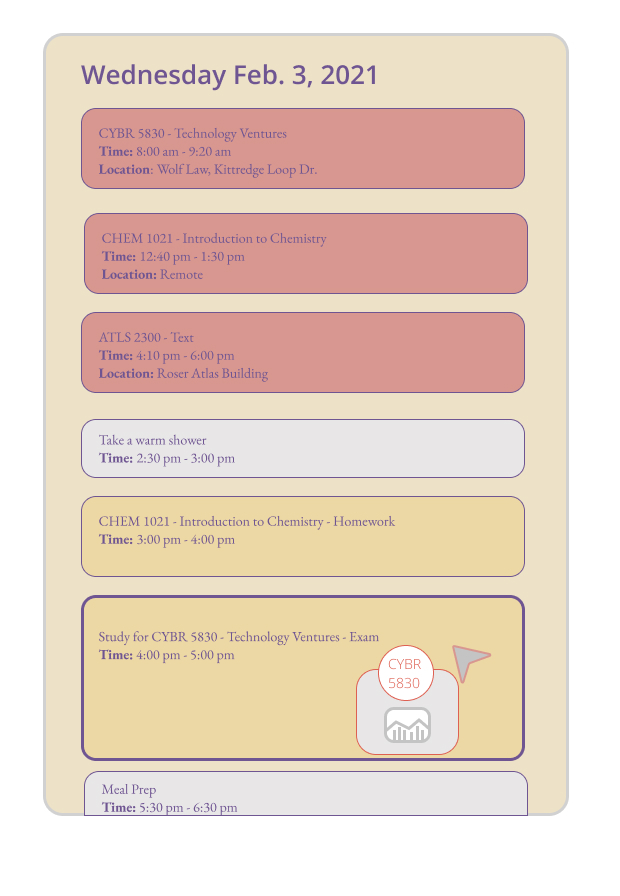 Wednesday Feb. 3, 2021
CYBR 5830 - Technology Ventures
Time: 8:00 am - 9:20 am
Location: Wolf Law, Kittredge Loop Dr.
CHEM 1021 - Introduction to Chemistry
Time: 12:40 pm - 1:30 pm
Location: Remote
ATLS 2300 - Text
Time: 4:10 pm - 6:00 pm
Location: Roser Atlas Building
Take a warm shower
Time: 2:30 pm - 3:00 pm
CHEM 1021 - Introduction to Chemistry - Homework
Time: 3:00 pm - 4:00 pm
Study for CYBR 5830 - Technology Ventures - Exam
Time: 4:00 pm - 5:00 pm
CYBR
5830
Meal Prep
Time: 5:30 pm - 6:30 pm